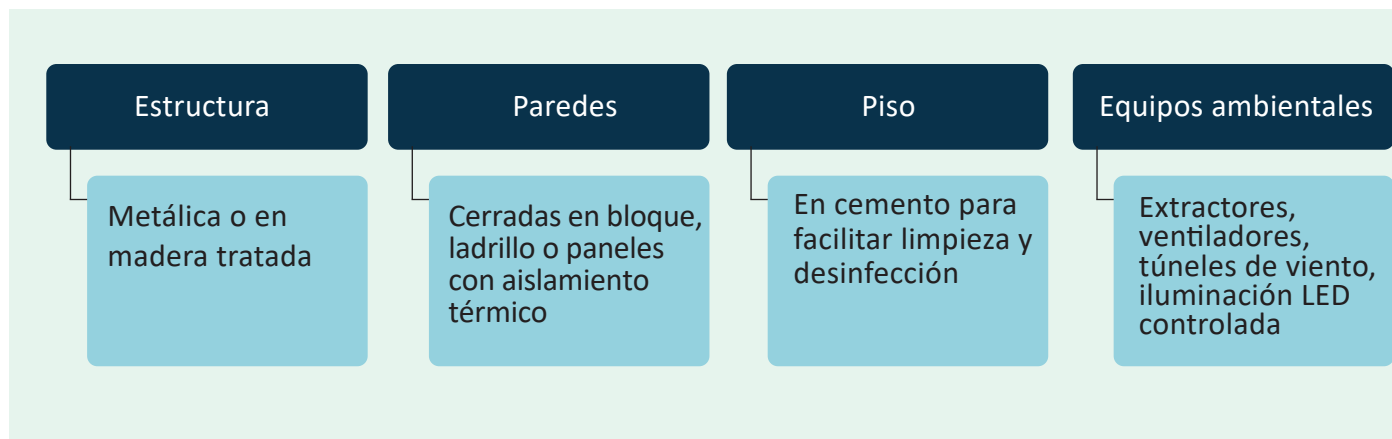 Estructura
Metálica o en
madera tratada
Paredes
Cerradas en bloque,
ladrillo o paneles
con aislamiento
térmico
Piso
En cemento para
facilitar limpieza y
desinfección
Equipos ambientales
Extractores,
ventiladores,
túneles de viento,
iluminación LED
controlada